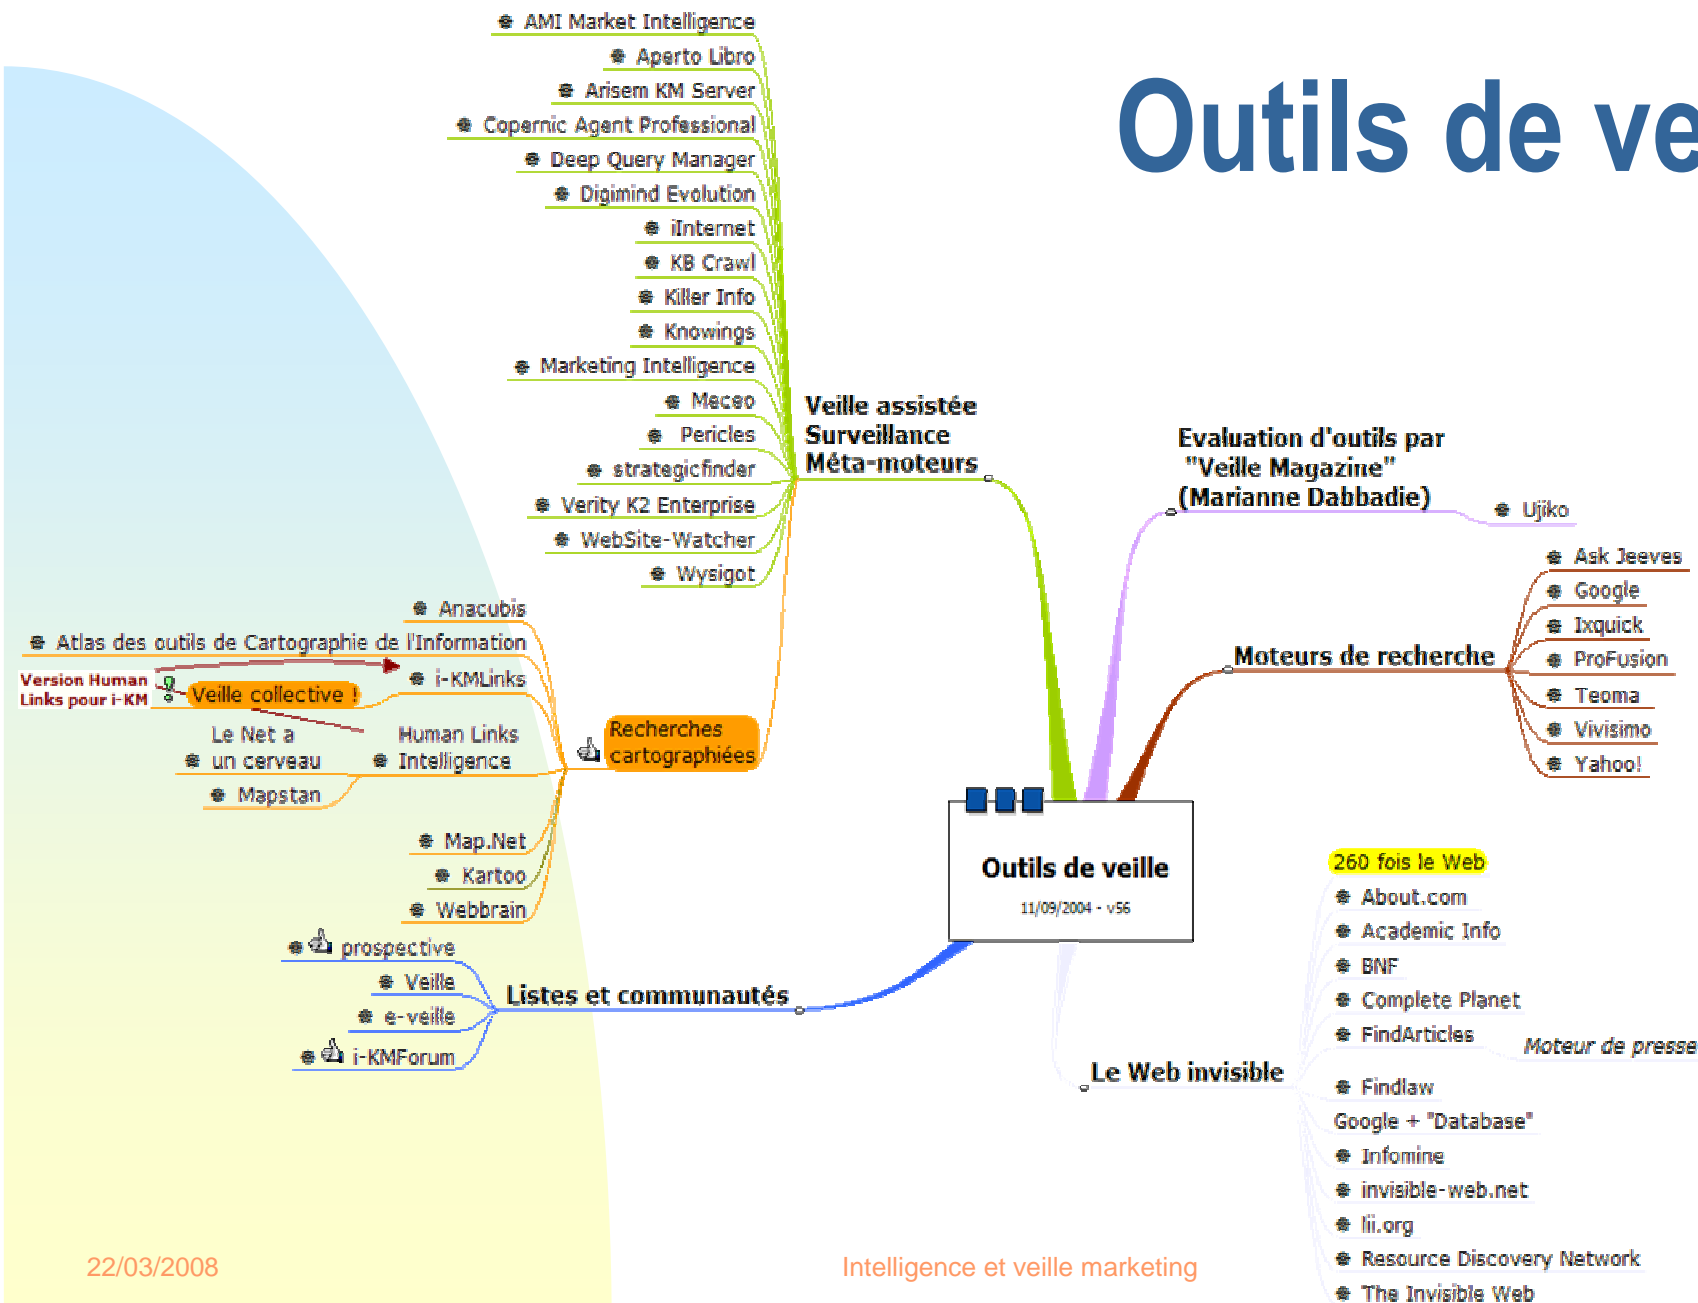 Outils de ve
AMI Market Intelligence
Aperto Libro
Arisem KM Server
Copernic Agent Professional
Deep Query Manager
Digimind Evolution
iInternet
KB Crawl
Killer Info
Knowings
Marketing Intelligence
Meceo
Pericles
strategicfinder
Verity K2 Enterprise
WebSite-Watcher
Wysigot
Veille assistée
Surveillance
Méta-moteurs
Anacubis
Atlas des outils de Cartographie de l'Information
i-KMLinks
Version Human
Links pour i-KM
Veille collective !
Human Links
Intelligence
Le Net a
un cerveau
Mapstan
Map.Net
Kartoo
Webbrain
Recherches
cartographiées
prospective
Veille
e-veille
i-KMForum
Listes et communautés
Evaluation d'outils par
"Veille Magazine"
(Marianne Dabbadie)
Ujiko
Moteurs de recherche
Ask Jeeves
Google
Ixquick
ProFusion
Teoma
Vivisimo
Yahoo!
Outils de veille
11/09/2004 - v56
Le Web invisible
260 fois le Web
About.com
Academic Info
BNF
Complete Planet
FindArticles
Moteur de presse
Findlaw
Google + "Database"
Infomine
invisible-web.net
lii.org
Resource Discovery Network
The Invisible Web
22/03/2008
Intelligence et veille marketing